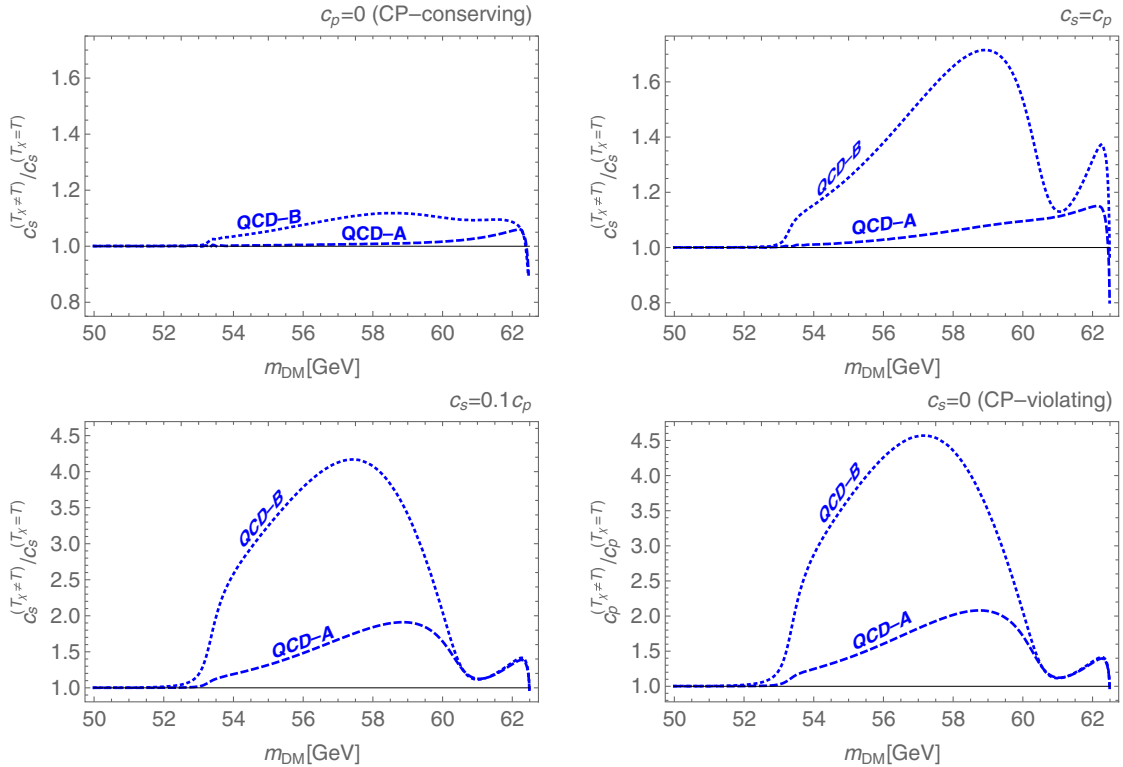 c_p=0 (CP−conserving)
c_s^(T_χ≠T)/c_s^(T_χ=T)
1.6
1.4
1.2
1.0
0.8
QCD−B
QCD−A
50 52 54 56 58 60 62
m_DM[GeV]
c_s=c_p
c_s^(T_χ≠T)/c_s^(T_χ=T)
1.6
1.4
1.2
1.0
0.8
QCD−B
QCD−A
50 52 54 56 58 60 62
m_DM[GeV]
c_s=0.1c_p
c_s^(T_χ≠T)/c_s^(T_χ=T)
4.5
4.0
3.5
3.0
2.5
2.0
1.5
1.0
QCD−B
QCD−A
50 52 54 56 58 60 62
m_DM[GeV]
c_s=0 (CP−violating)
c_p^(T_χ≠T)/c_p^(T_χ=T)
4.5
4.0
3.5
3.0
2.5
2.0
1.5
1.0
QCD−B
QCD−A
50 52 54 56 58 60 62
m_DM[GeV]